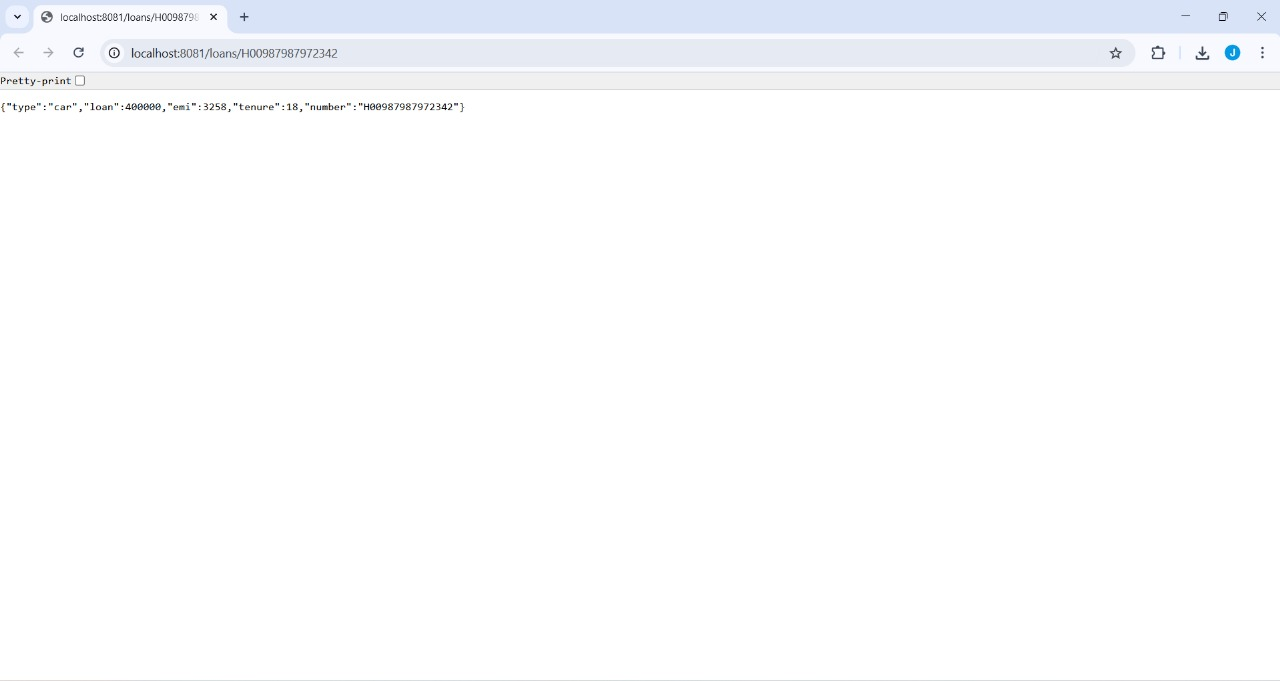 localhost:8081/loans/H0098798
localhost:8081/loans/H00987987972342
J
Pretty-print
{"type":"car","loan":400000,"emi":3258,"tenure":18,"number":"H00987987972342"}